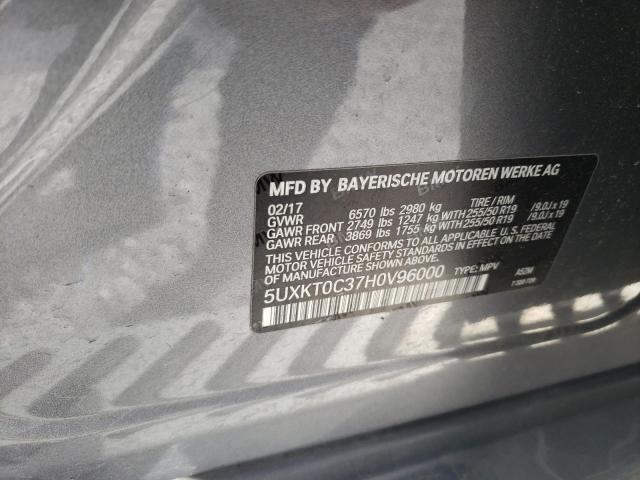 MFD BY BAYERISCHE MOTOREN WERKE AG
02/17 TIRE / RIM
GVWR 6570 lbs 2980 kg
GAWR FRONT 2749 lbs 1247 kg WITH 255/50 R19 /9.0J x 19
GAWR REAR 3869 lbs 1755 kg WITH 255/50 R19 /9.0J x 19
THIS VEHICLE CONFORMS TO ALL APPLICABLE U.S. FEDERAL
MOTOR VEHICLE SAFETY STANDARDS IN EFFECT
ON THE DATE OF MANUFACTURE SHOWN ABOVE.
5UXKT0C37H0V96000 TYPE: MPV